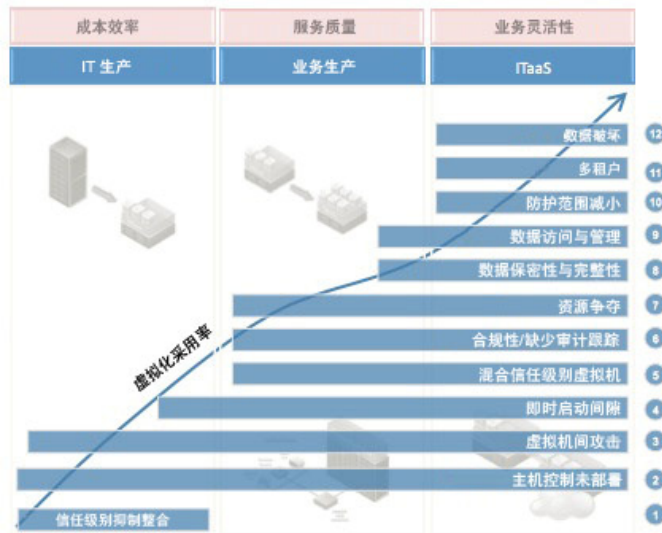 成本效率
服务质量
业务灵活性
IT 生产
业务生产
ITaaS
数据破坏 12
多租户 11
防护范围减小 10
数据访问与管理 9
数据保密性与完整性 8
资源争夺 7
合规性/缺少审计跟踪 6
混合信任级别虚拟机 5
即时启动间隙 4
虚拟机间攻击 3
主机控制未部署 2
信任级别抑制整合 1
虚拟化采用率